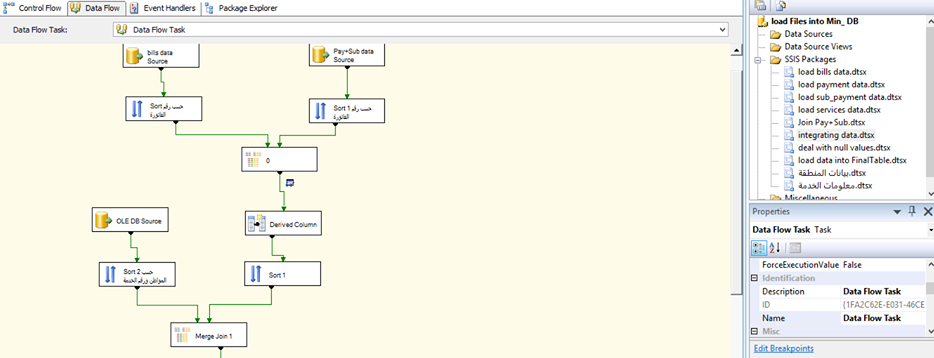 Control Flow
Data Flow
Event Handlers
Package Explorer
Data Flow Task:
Data Flow Task
bills data
Source
Pay+Sub data
Source
Sort حسب رقم
الفاتورة
Sort 1 حسب رقم
الفاتورة
0
OLE DB Source
Derived Column
Sort 2 حسب
المواطن ورقم الخدمة
Sort 1
Merge Join 1
load Files into Min_ DB
Data Sources
Data Source Views
SSIS Packages
load bills data.dtsx
load payment data.dtsx
load sub_payment data.dtsx
load services data.dtsx
Join Pay+Sub.dtsx
integrating data.dtsx
deal with null values.dtsx
load data into FinalTable.dtsx
بيانات المنطقة.dtsx
معلومات الخدمة.dtsx
Miscellaneous
Properties
Data Flow Task Task
ForceExecutionValue False
Identification
Description Data Flow Task
ID {1FA2C62E-E031-46CE
Name Data Flow Task
Misc
Edit Breakpoints